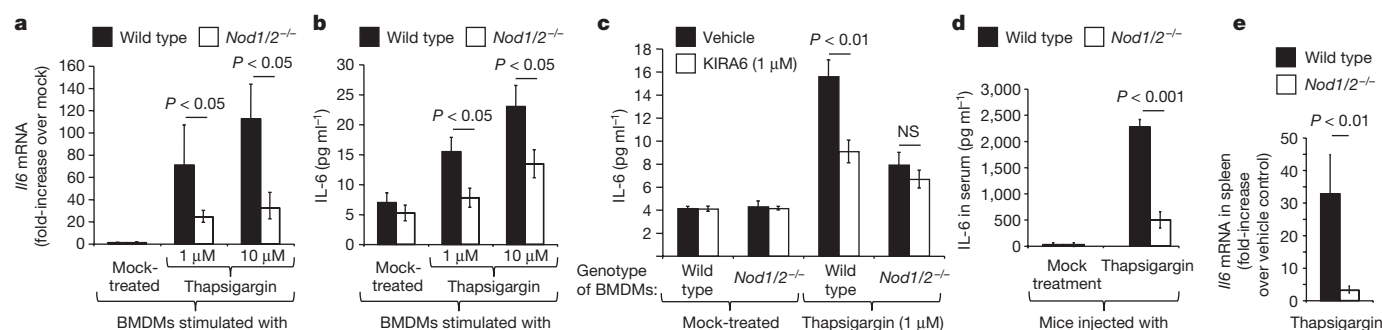 a
Wild type Nod1/2–/–
Il6 mRNA
(fold-increase over mock)
160
140
120
100
80
60
40
20
0
P < 0.05
P < 0.05
1 μM 10 μM
Mock-
treated
Thapsigargin
BMDMs stimulated with
b
Wild type Nod1/2–/–
IL-6 (pg ml–1)
30
25
20
15
10
5
0
P < 0.05
P < 0.05
1 μM 10 μM
Mock-
treated
Thapsigargin
BMDMs stimulated with
c
Vehicle
KIRA6 (1 μM)
IL-6 (pg ml–1)
18
16
14
12
10
8
6
4
2
0
P < 0.01
NS
Genotype
of BMDMs:
Wild
type
Nod1/2–/–
Wild
type
Nod1/2–/–
Mock-treated
Thapsigargin (1 μM)
d
Wild type Nod1/2–/–
IL-6 in serum (pg ml–1)
3,000
2,500
2,000
1,500
1,000
500
0
P < 0.001
Mock
treatment
Thapsigargin
Mice injected with
e
Wild type
Nod1/2–/–
Il6 mRNA in spleen
(fold-increase
over vehicle control)
50
45
40
35
30
25
20
15
10
5
0
P < 0.01
Thapsigargin